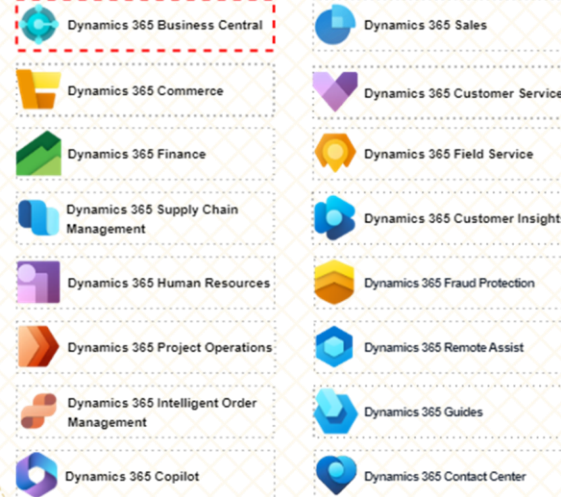 Dynamics 365 Business Central
Dynamics 365 Sales
Dynamics 365 Commerce
Dynamics 365 Customer Service
Dynamics 365 Finance
Dynamics 365 Field Service
Dynamics 365 Supply Chain
Management
Dynamics 365 Customer Insights
Dynamics 365 Human Resources
Dynamics 365 Fraud Protection
Dynamics 365 Project Operations
Dynamics 365 Remote Assist
Dynamics 365 Intelligent Order
Management
Dynamics 365 Guides
Dynamics 365 Copilot
Dynamics 365 Contact Center